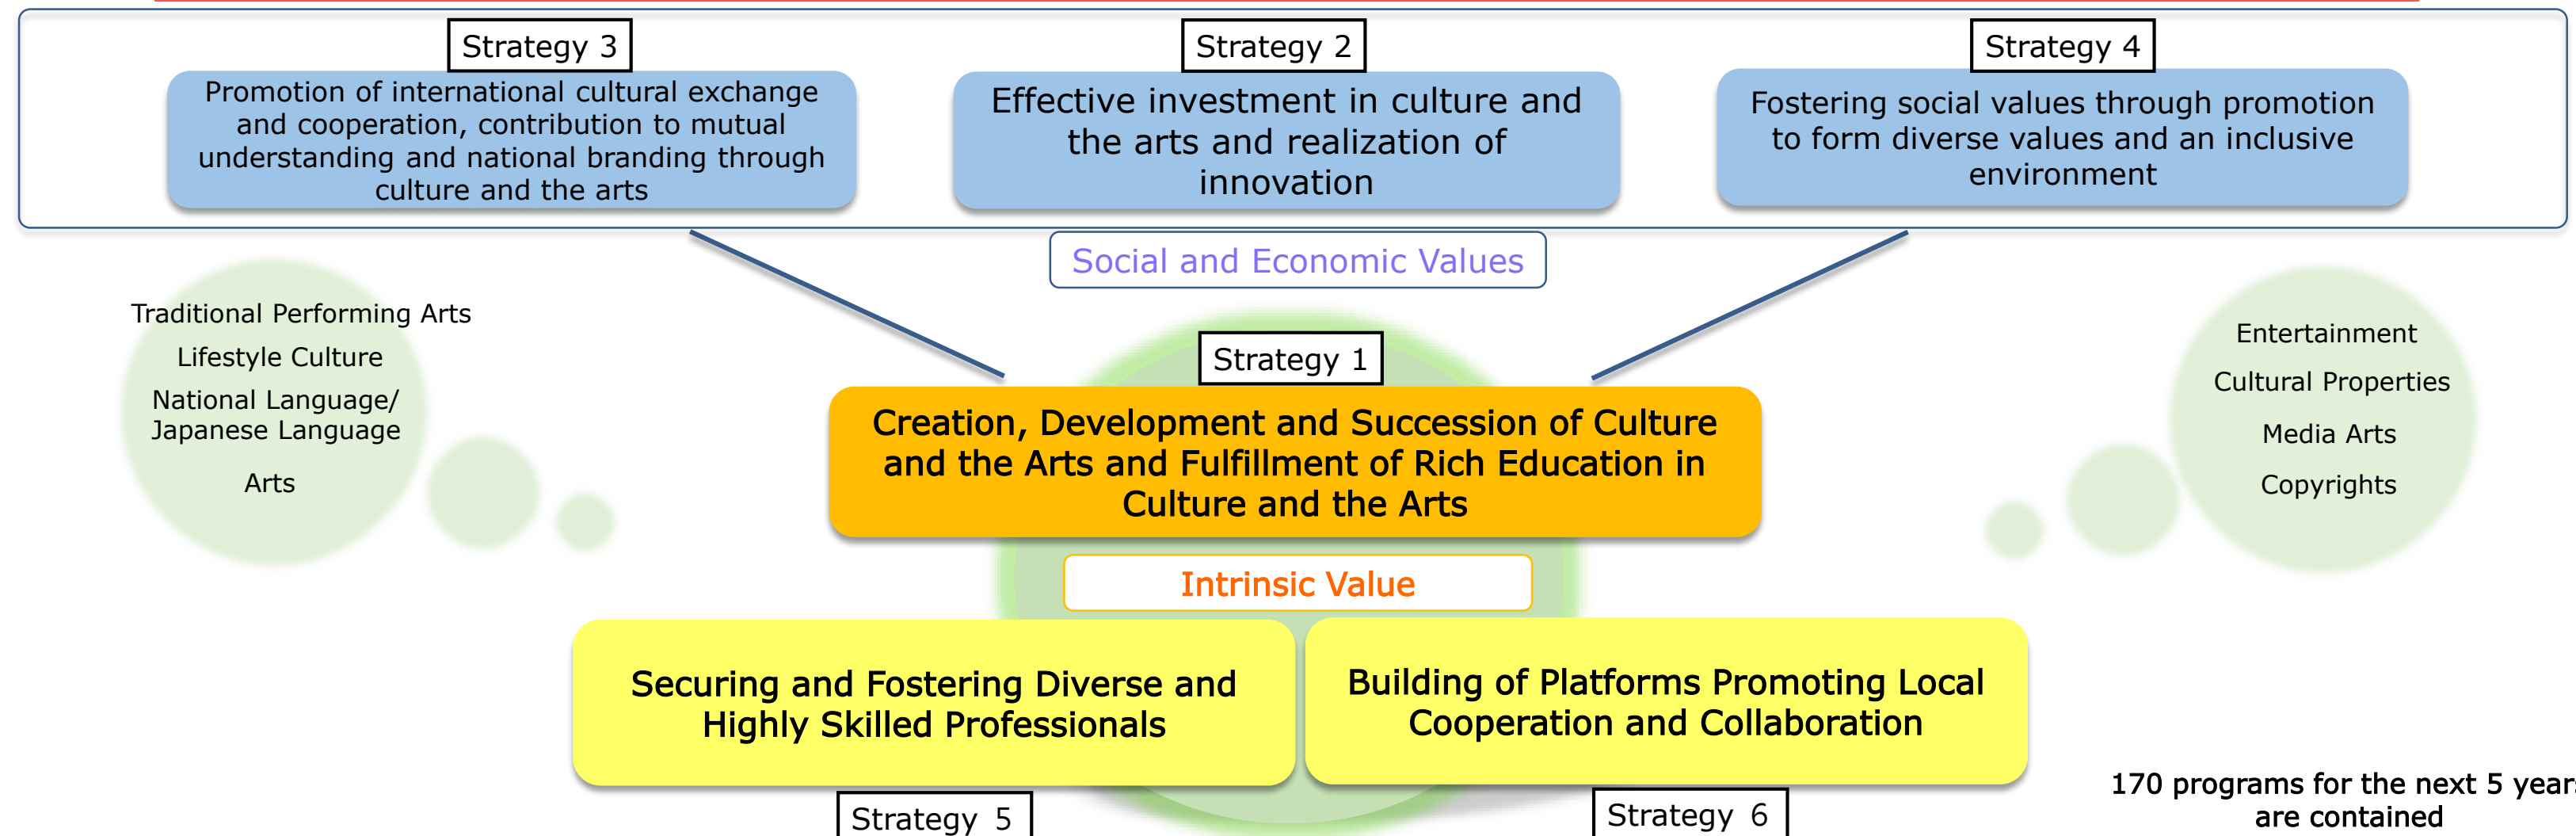 Strategy 3
Promotion of international cultural exchange
and cooperation, contribution to mutual
understanding and national branding through
culture and the arts
Strategy 2
Effective investment in culture and
the arts and realization of
innovation
Strategy 4
Fostering social values through promotion
to form diverse values and an inclusive
environment
Social and Economic Values
Traditional Performing Arts
Lifestyle Culture
National Language/
Japanese Language
Arts
Strategy 1
Creation, Development and Succession of Culture
and the Arts and Fulfillment of Rich Education in
Culture and the Arts
Entertainment
Cultural Properties
Media Arts
Copyrights
Intrinsic Value
Securing and Fostering Diverse and
Highly Skilled Professionals
Strategy 5
Building of Platforms Promoting Local
Cooperation and Collaboration
Strategy 6
170 programs for the next 5 years
are contained